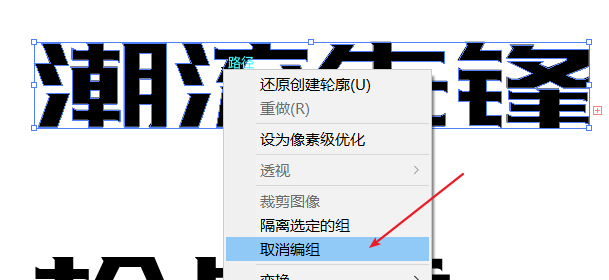 潮流先锋
路径
还原创建轮廓(U)
重做(R)
设为像素级优化
透视
裁剪图像
隔离选定的组
取消编组
变换